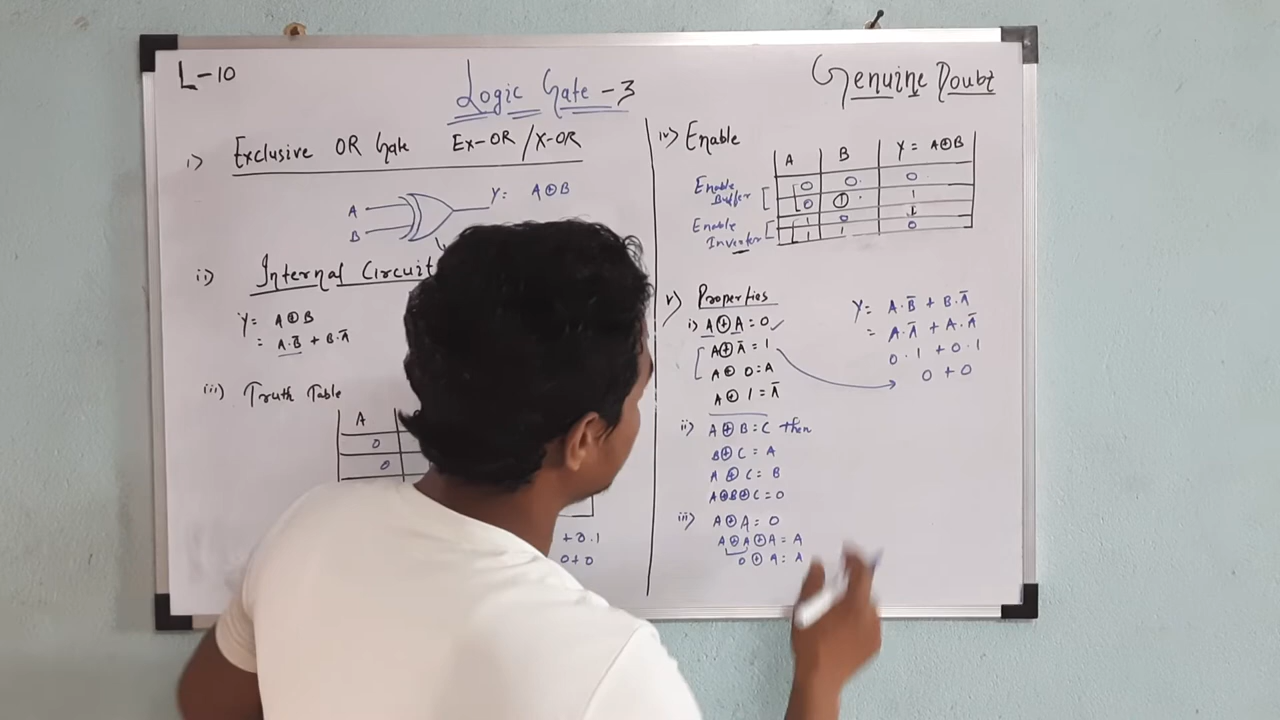 L-10
Logic Gate -3
Genuine Doubt
i) Exclusive OR Gate Ex-OR / X-OR
A
B
Y = A⊕B
ii) Internal Circuit
Y = A⊕B
= A.B̅ + B.A̅
iii) Truth Table
A
0
0
+ 0.1
0+0
iv) Enable
A B Y = A⊕B
Enable Buffer
0 0 0
0 1 1
Enable Inverter
1 0 1
1 1 0
v) Properties
i) A⊕A = 0 ✓
A⊕A̅ = 1
A⊕0 = A
A⊕1 = A̅
Y = A.B̅ + B.A̅
= A.A̅ + A.A̅
0.1 + 0.1
0 + 0
ii) A⊕B = C then
B⊕C = A
A⊕C = B
A⊕B⊕C = 0
iii) A⊕A = 0
A⊕A⊕A = A
0⊕A = A